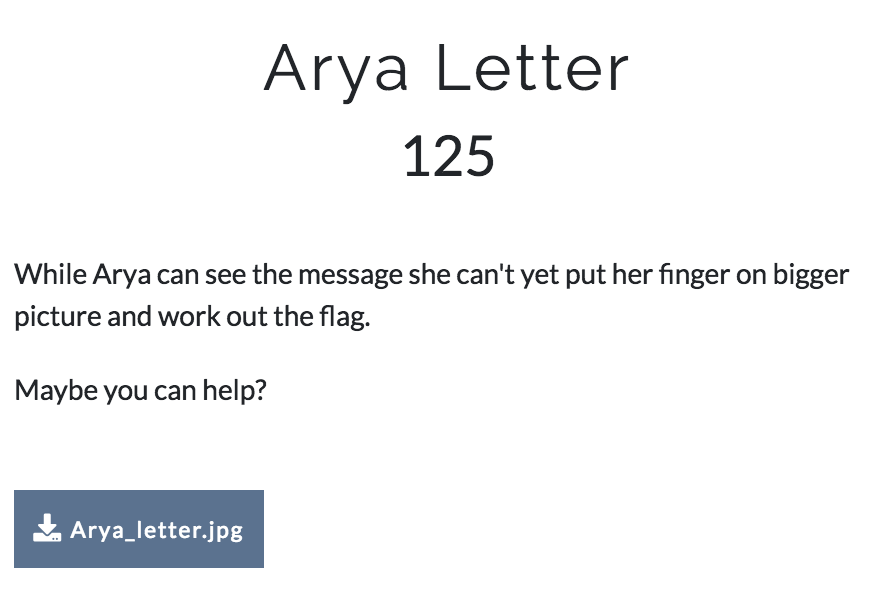 Arya Letter
125
While Arya can see the message she can't yet put her finger on bigger
picture and work out the flag.
Maybe you can help?
Arya_letter.jpg